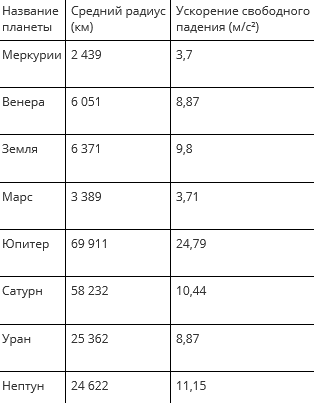 Название Средний радиус Ускорение свободного
планеты (км) падения (м/с²)
Меркурии 2 439 3,7
Венера 6 051 8,87
Земля 6 371 9,8
Марс 3 389 3,71
Юпитер 69 911 24,79
Сатурн 58 232 10,44
Уран 25 362 8,87
Нептун 24 622 11,15